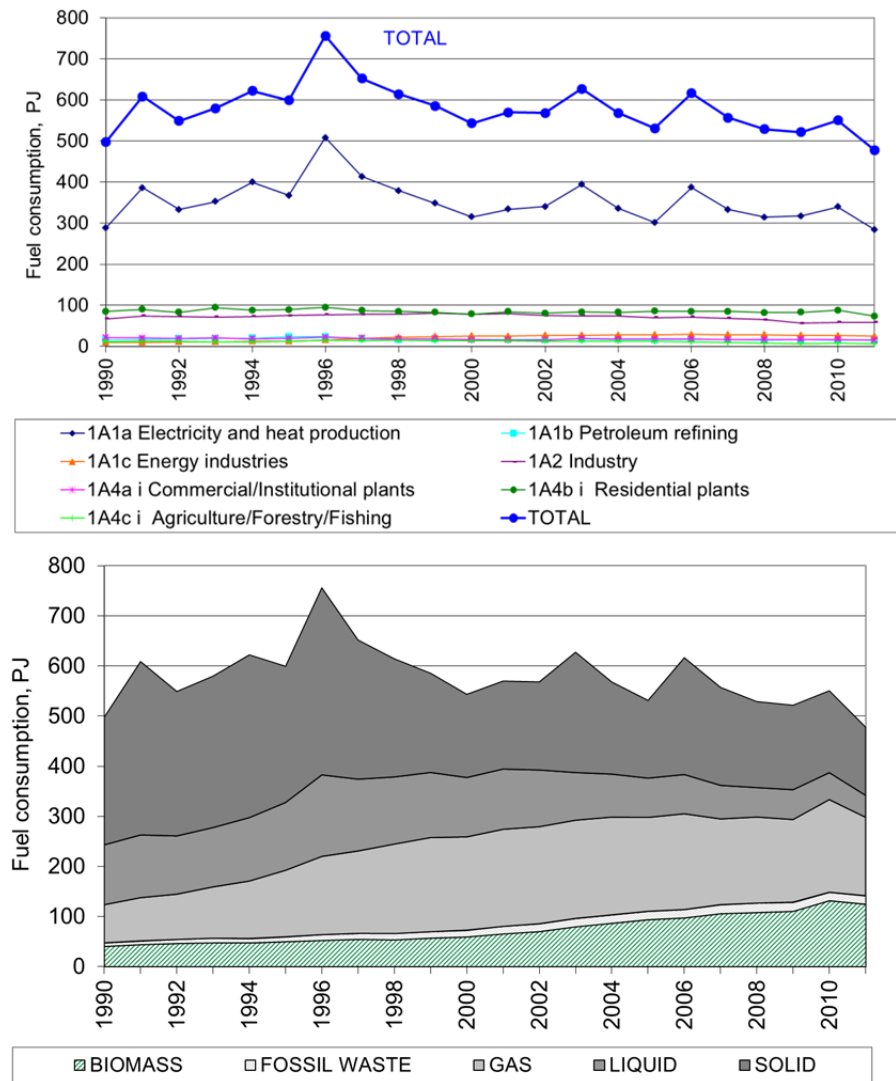 800
700
TOTAL
600
500
400
300
200
100
0
Fuel consumption, PJ
1990
1992
1994
1996
1998
2000
2002
2004
2006
2008
2010
1A1a Electricity and heat production
1A1b Petroleum refining
1A1c Energy industries
1A2 Industry
1A4a i Commercial/Institutional plants
1A4b i Residential plants
1A4c i Agriculture/Forestry/Fishing
TOTAL
800
700
600
500
400
300
200
100
0
Fuel consumption, PJ
1990
1992
1994
1996
1998
2000
2002
2004
2006
2008
2010
BIOMASS
FOSSIL WASTE
GAS
LIQUID
SOLID